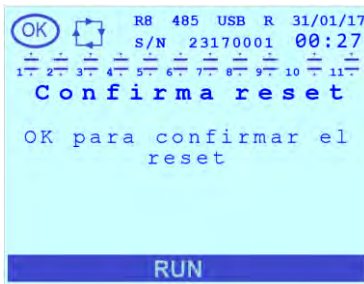 OK R8 485 USB R 31/01/17
S/N 23170001 00:27
1 2 3 4 5 6 7 8 9 10 11
Confirma reset
OK para confirmar el
reset
RUN